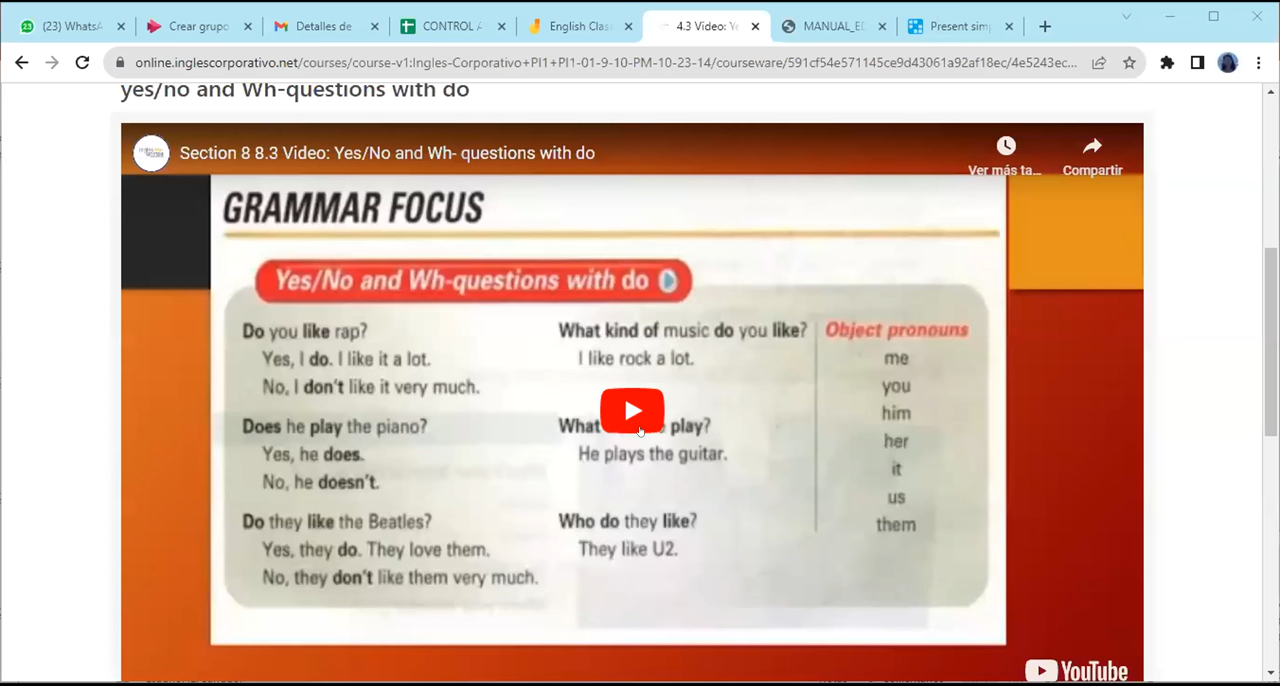 (23) WhatsA
Crear grupo
Detalles de
CONTROL A
English Clas
4.3 Video: Ye
MANUAL_ED
Present sim
online.inglescorporativo.net/courses/course-v1:Ingles-Corporativo+PI1+PI1-01-9-10-PM-10-23-14/courseware/591cf54e571145ce9d43061a92af18ec/4e5243ec...
yes/no and Wh-questions with do
Section 8 8.3 Video: Yes/No and Wh- questions with do
Ver más ta...
Compartir
GRAMMAR FOCUS
Yes/No and Wh-questions with do
Do you like rap?
Yes, I do. I like it a lot.
No, I don't like it very much.
Does he play the piano?
Yes, he does.
No, he doesn't.
Do they like the Beatles?
Yes, they do. They love them.
No, they don't like them very much.
What kind of music do you like?
I like rock a lot.
What play?
He plays the guitar.
Who do they like?
They like U2.
Object pronouns
me
you
him
her
it
us
them
YouTube